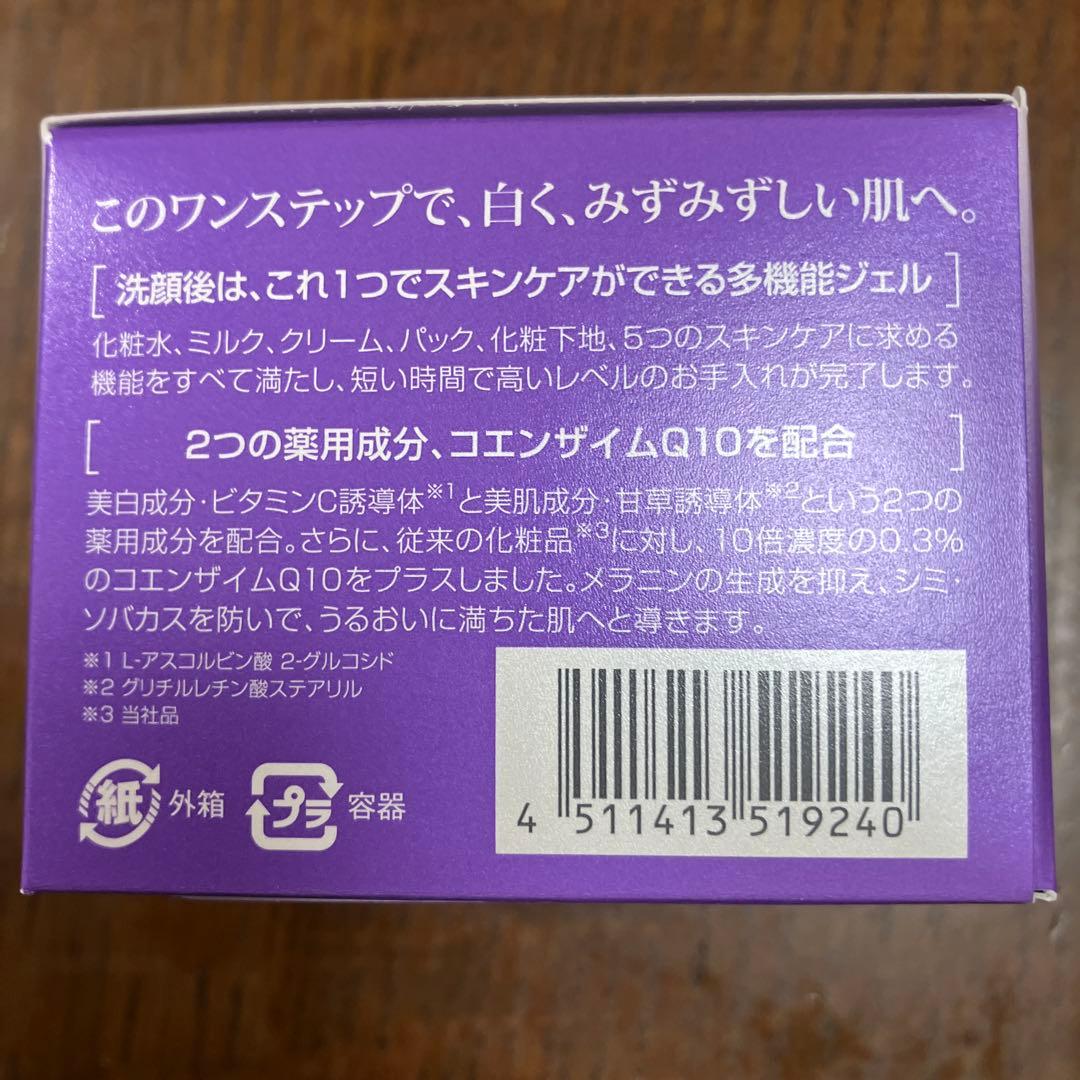 このワンステップで、白く、みずみずしい肌へ。
[洗顔後は、これ1つでスキンケアができる多機能ジェル]
化粧水、ミルク、クリーム、パック、化粧下地、5つのスキンケアに求める
機能をすべて満たし、短い時間で高いレベルのお手入れが完了します。
[2つの薬用成分、コエンザイムQ10を配合]
美白成分・ビタミンC誘導体※1と美肌成分・甘草誘導体※2という2つの
薬用成分を配合。さらに、従来の化粧品※3に対し、10倍濃度の0.3%
のコエンザイムQ10をプラスしました。メラニンの生成を抑え、シミ・
ソバカスを防いで、うるおいに満ちた肌へと導きます。
※1 L-アスコルビン酸 2-グルコシド
※2 グリチルレチン酸ステアリル
※3 当社品
紙 外箱 プラ 容器
4 511413 519240